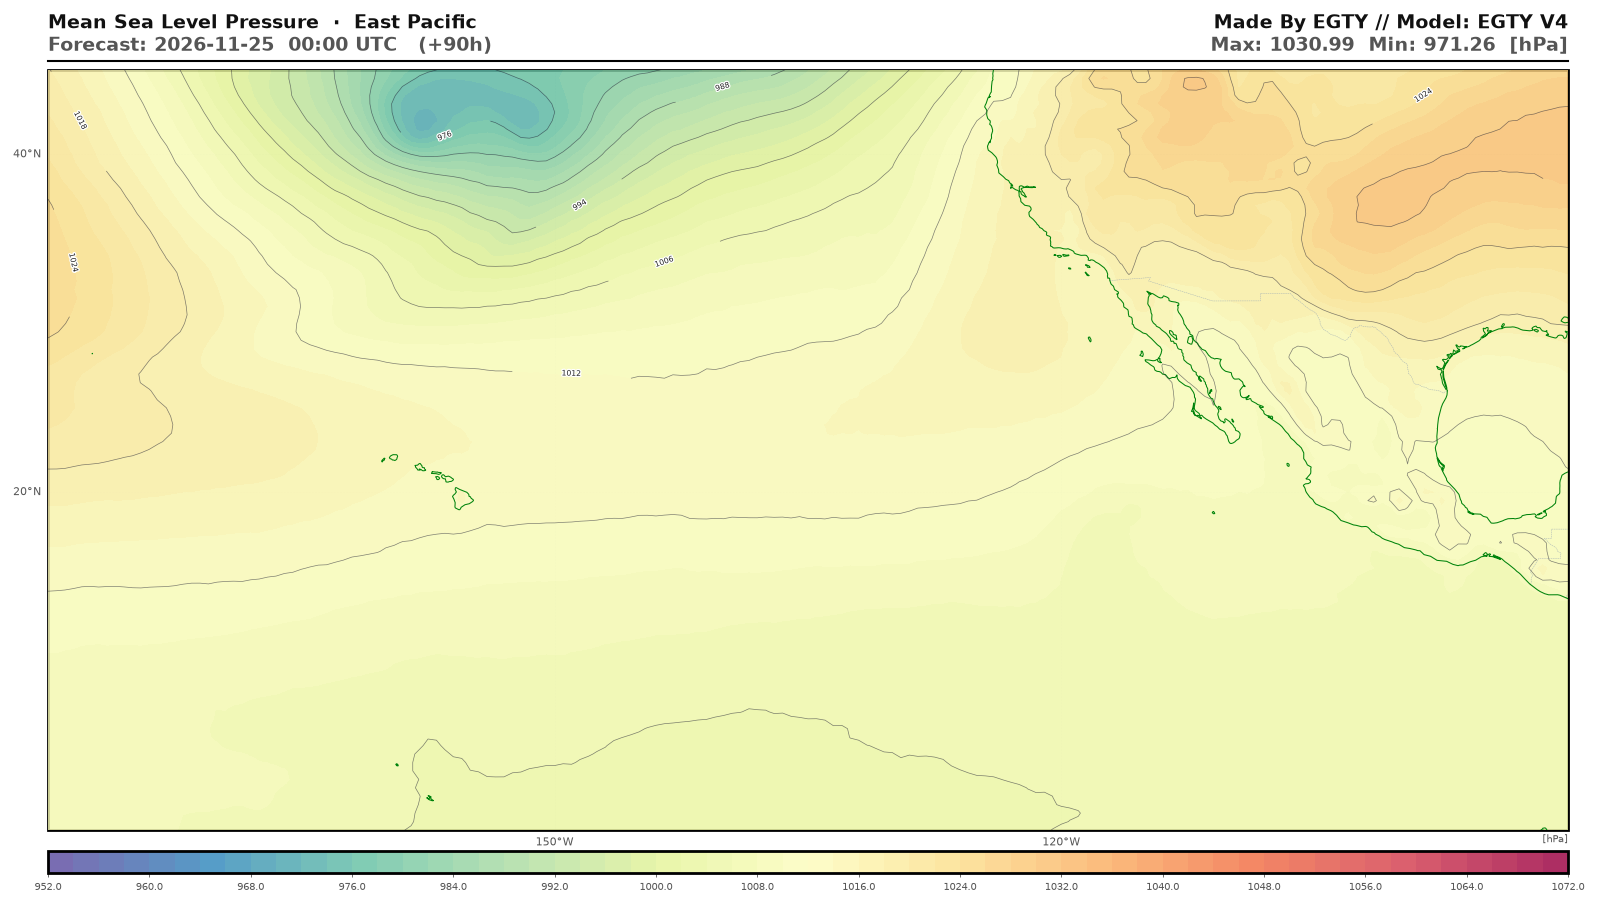 Mean Sea Level Pressure · East Pacific
Made By EGTY // Model: EGTY V4
Forecast: 2026-11-25 00:00 UTC (+90h)
Max: 1030.99 Min: 971.26 [hPa]
988
1024
1018
976
40°N
994
1006
1024
1012
20°N
150°W
120°W
[hPa]
952.0
960.0
968.0
976.0
984.0
992.0
1000.0
1008.0
1016.0
1024.0
1032.0
1040.0
1048.0
1056.0
1064.0
1072.0